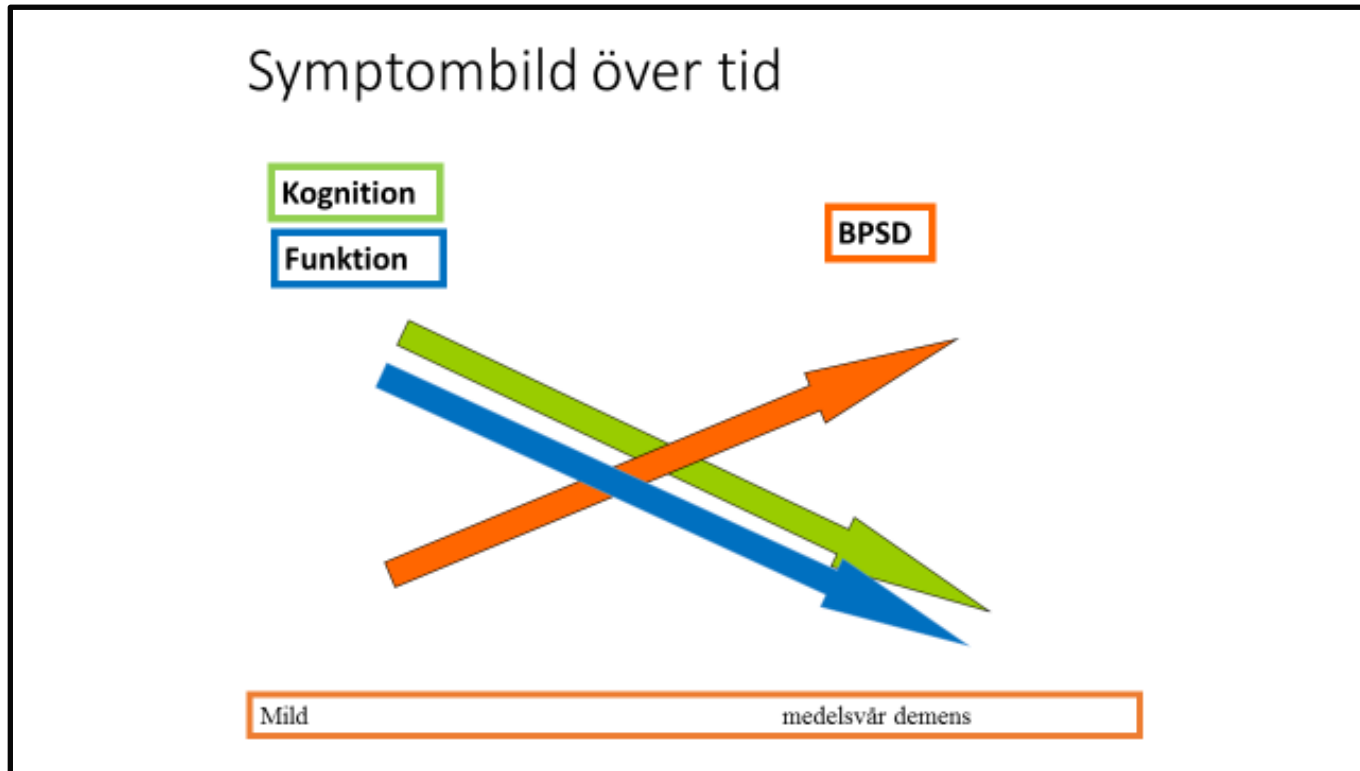 Symptombild över tid
Kognition
Funktion
BPSD
Mild medelsvår demens